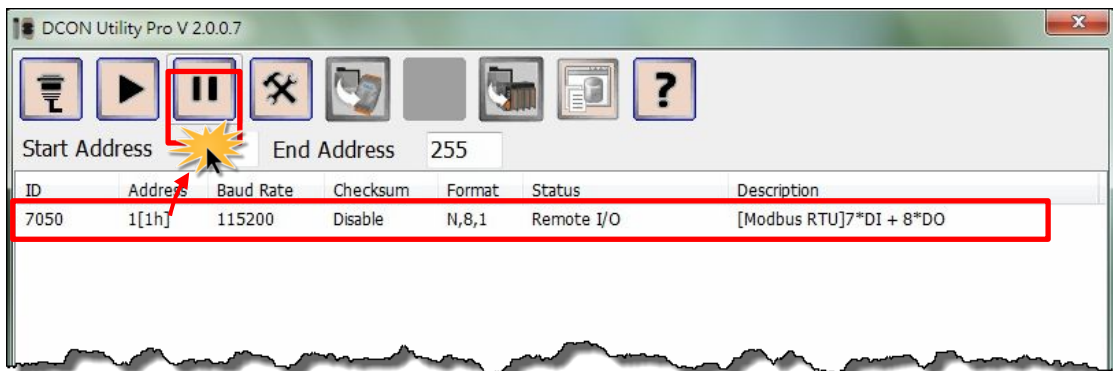 DCON Utility Pro V 2.0.0.7
x
?
Start Address End Address 255
ID Address Baud Rate Checksum Format Status Description
7050 1[1h] 115200 Disable N,8,1 Remote I/O [Modbus RTU]7*DI + 8*DO